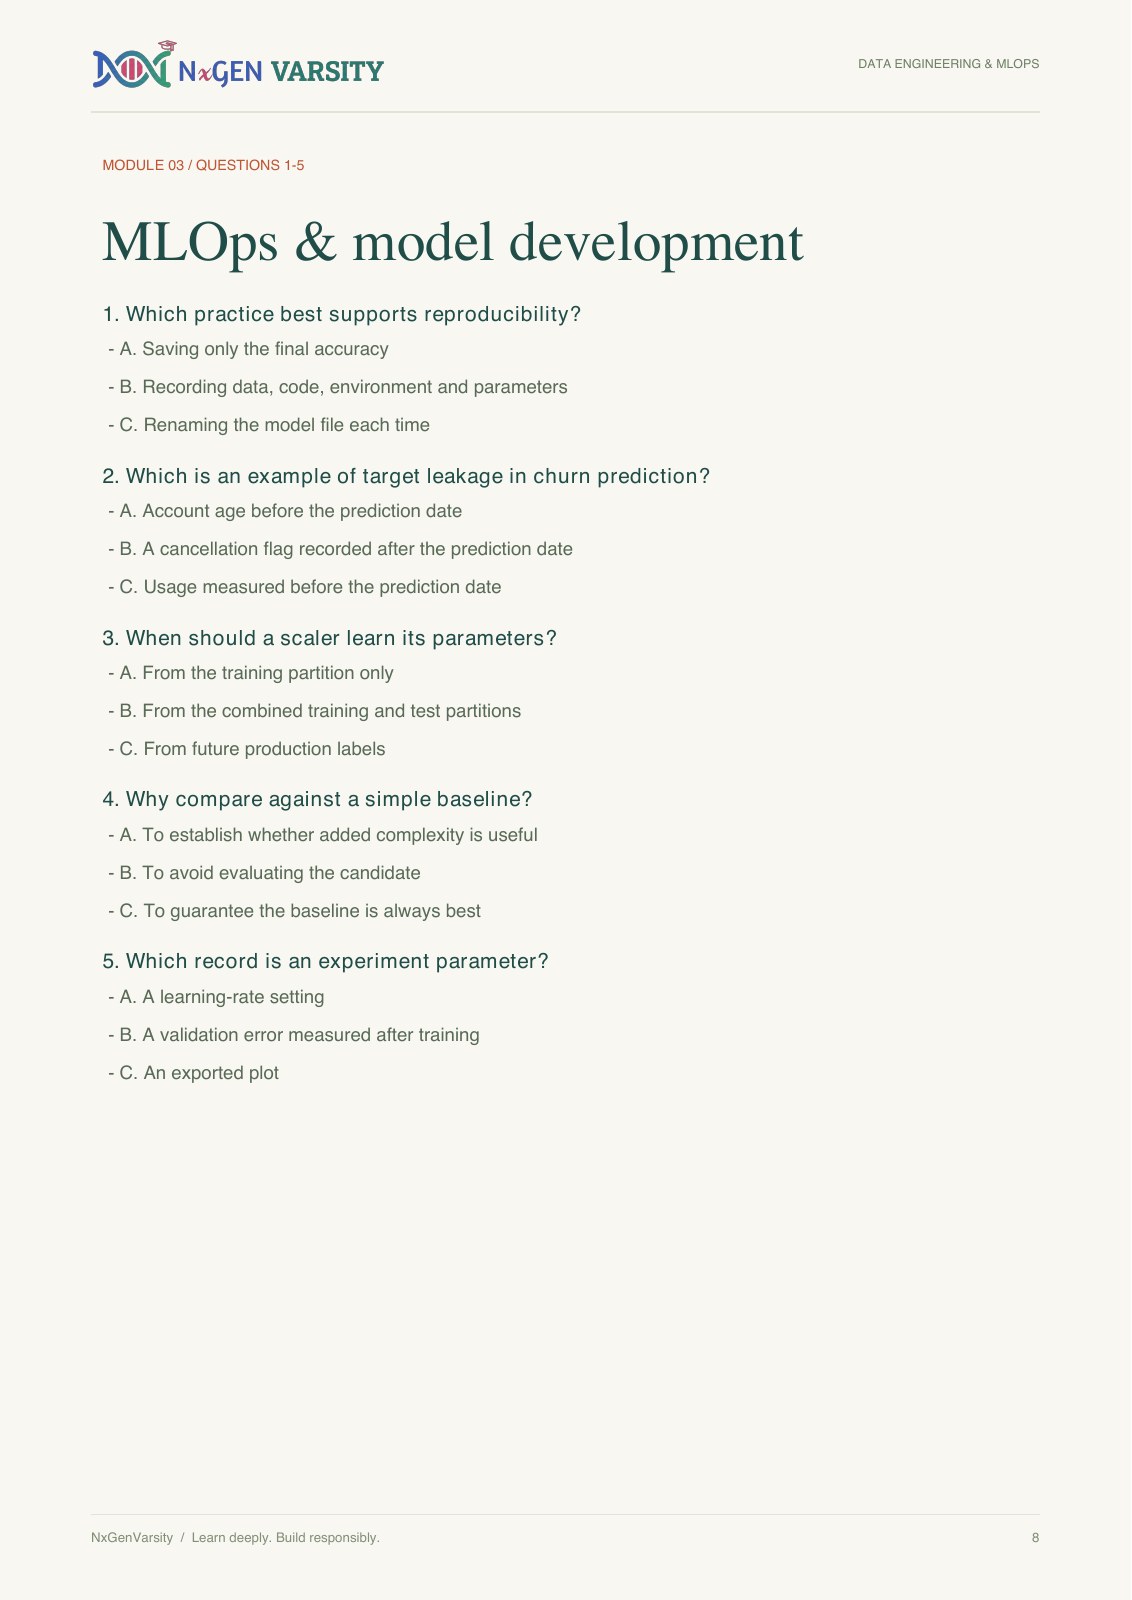 NxGEN VARSITY
DATA ENGINEERING & MLOPS
MODULE 03 / QUESTIONS 1-5
MLOps & model development
1. Which practice best supports reproducibility?
- A. Saving only the final accuracy
- B. Recording data, code, environment and parameters
- C. Renaming the model file each time
2. Which is an example of target leakage in churn prediction?
- A. Account age before the prediction date
- B. A cancellation flag recorded after the prediction date
- C. Usage measured before the prediction date
3. When should a scaler learn its parameters?
- A. From the training partition only
- B. From the combined training and test partitions
- C. From future production labels
4. Why compare against a simple baseline?
- A. To establish whether added complexity is useful
- B. To avoid evaluating the candidate
- C. To guarantee the baseline is always best
5. Which record is an experiment parameter?
- A. A learning-rate setting
- B. A validation error measured after training
- C. An exported plot
NxGenVarsity / Learn deeply. Build responsibly.
8